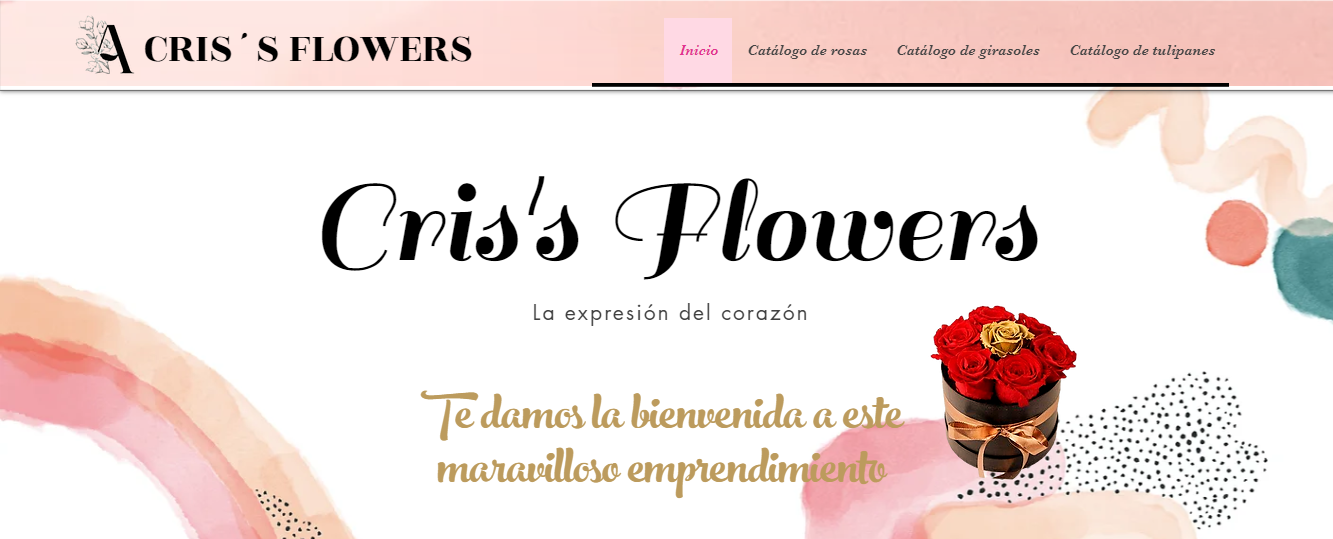 A CRIS´S FLOWERS
Inicio Catálogo de rosas Catálogo de girasoles Catálogo de tulipanes
Cris's Flowers
La expresión del corazón
Te damos la bienvenida a este
maravilloso emprendimiento